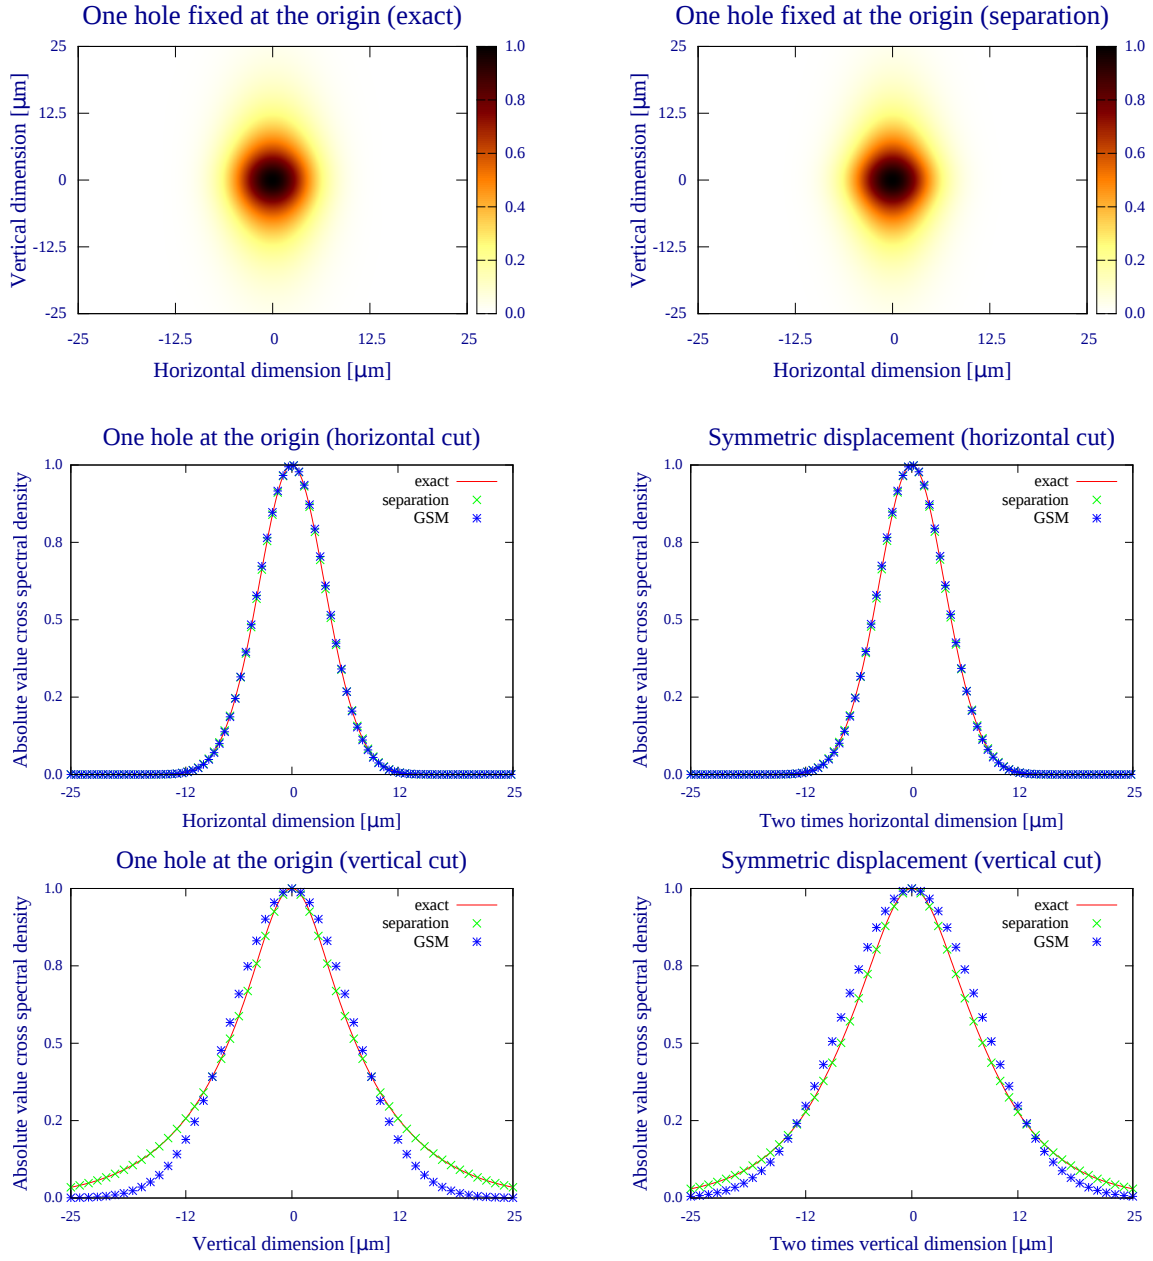 One hole fixed at the origin (exact)
25
12.5
0
-12.5
-25
Vertical dimension [µm]
-25
-12.5
0
12.5
25
Horizontal dimension [µm]
1.0
0.8
0.6
0.4
0.2
0.0
One hole fixed at the origin (separation)
25
12.5
0
-12.5
-25
Vertical dimension [µm]
-25
-12.5
0
12.5
25
Horizontal dimension [µm]
1.0
0.8
0.6
0.4
0.2
0.0
One hole at the origin (horizontal cut)
1.0
0.8
0.5
0.2
0.0
Absolute value cross spectral density
exact
separation
GSM
-25
-12
0
12
25
Horizontal dimension [µm]
Symmetric displacement (horizontal cut)
1.0
0.8
0.5
0.2
0.0
Absolute value cross spectral density
exact
separation
GSM
-25
-12
0
12
25
Two times horizontal dimension [µm]
One hole at the origin (vertical cut)
1.0
0.8
0.5
0.2
0.0
Absolute value cross spectral density
exact
separation
GSM
-25
-12
0
12
25
Vertical dimension [µm]
Symmetric displacement (vertical cut)
1.0
0.8
0.5
0.2
0.0
Absolute value cross spectral density
exact
separation
GSM
-25
-12
0
12
25
Two times vertical dimension [µm]